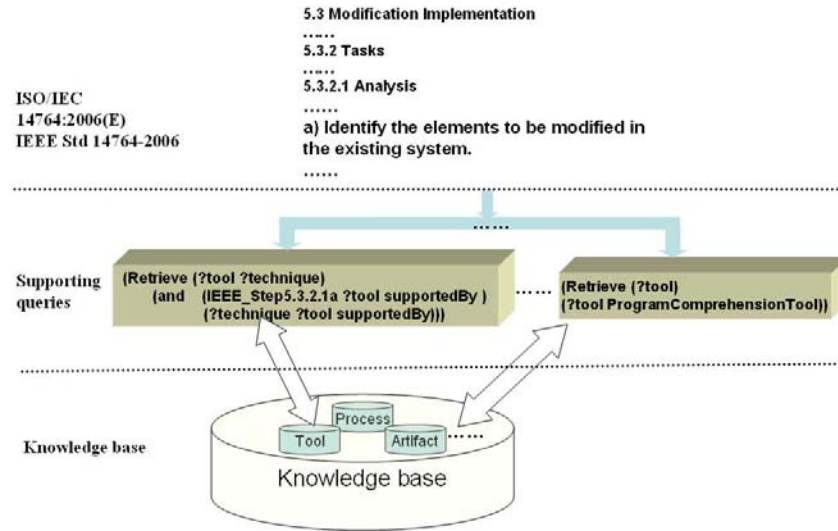 5.3 Modification Implementation
……
5.3.2 Tasks
……
5.3.2.1 Analysis
……
a) Identify the elements to be modified in
the existing system.
……
ISO/IEC
14764:2006(E)
IEEE Std 14764-2006
……
Supporting
queries
(Retrieve (?tool ?technique)
(and (IEEE_Step5.3.2.1a ?tool supportedBy )
(?technique ?tool supportedBy)))
……
(Retrieve (?tool)
(?tool ProgramComprehensionTool))
Knowledge base
Process
Tool
Artifact
……
Knowledge base